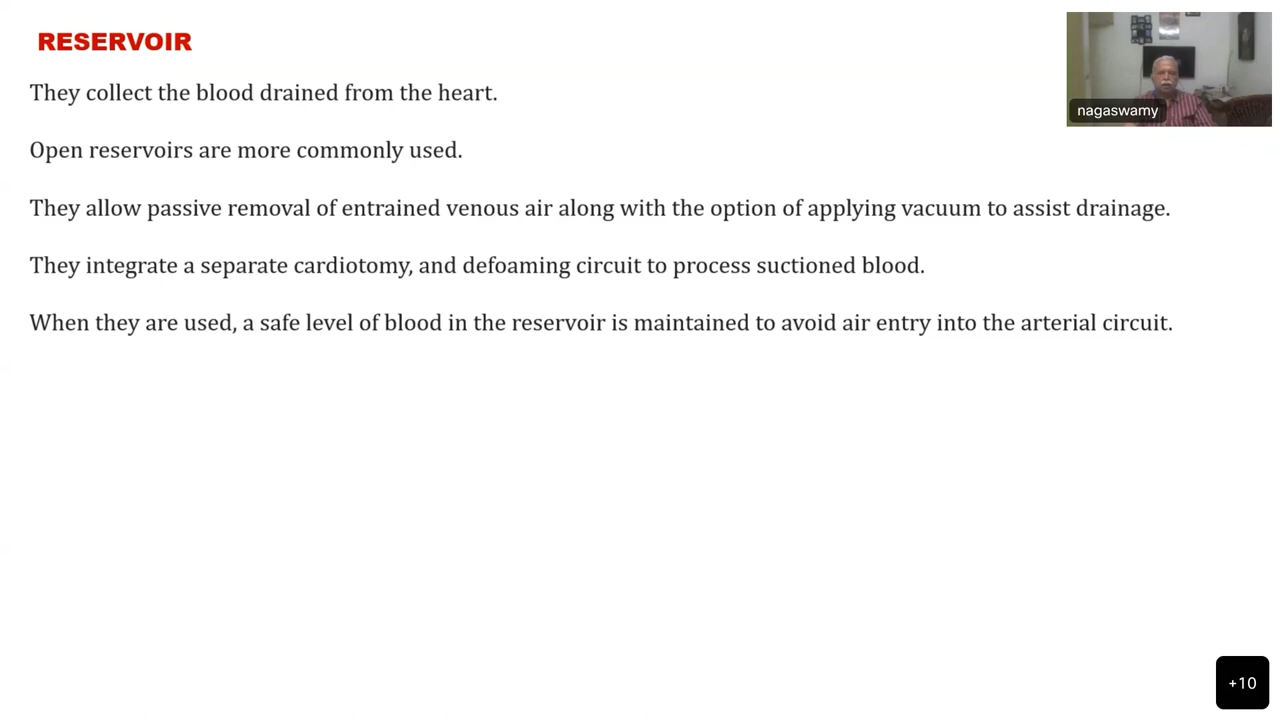 RESERVOIR
They collect the blood drained from the heart.
Open reservoirs are more commonly used.
They allow passive removal of entrained venous air along with the option of applying vacuum to assist drainage.
They integrate a separate cardiotomy, and defoaming circuit to process suctioned blood.
When they are used, a safe level of blood in the reservoir is maintained to avoid air entry into the arterial circuit.
nagaswamy
+10